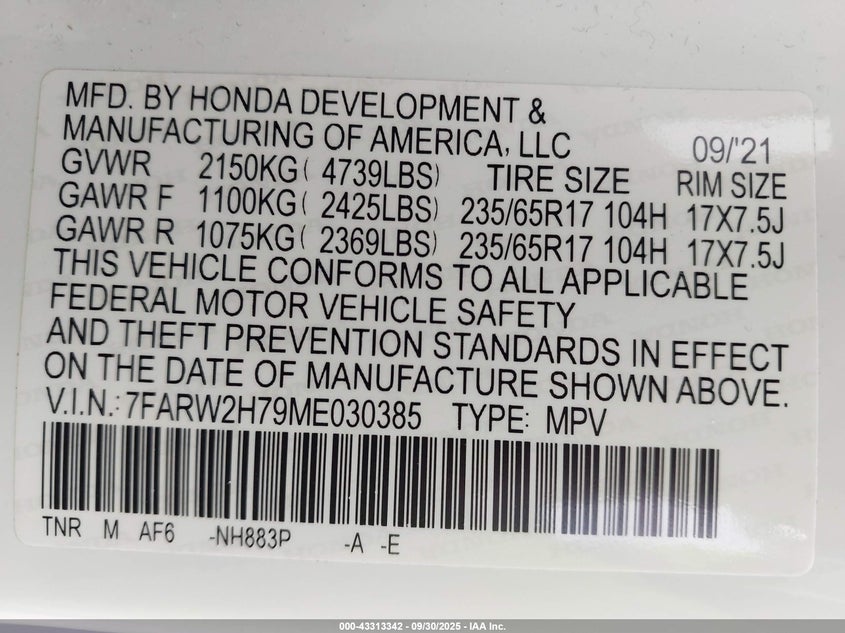 MFD. BY HONDA DEVELOPMENT &
MANUFACTURING OF AMERICA, LLC 09/'21
GVWR 2150KG( 4739LBS) TIRE SIZE RIM SIZE
GAWR F 1100KG( 2425LBS) 235/65R17 104H 17X7.5J
GAWR R 1075KG( 2369LBS) 235/65R17 104H 17X7.5J
THIS VEHICLE CONFORMS TO ALL APPLICABLE
FEDERAL MOTOR VEHICLE SAFETY
AND THEFT PREVENTION STANDARDS IN EFFECT
ON THE DATE OF MANUFACTURE SHOWN ABOVE.
V.I.N.: 7FARW2H79ME030385 TYPE: MPV
TNR M AF6 -NH883P -A -E
000-43313342 - 09/30/2025 - IAA Inc.